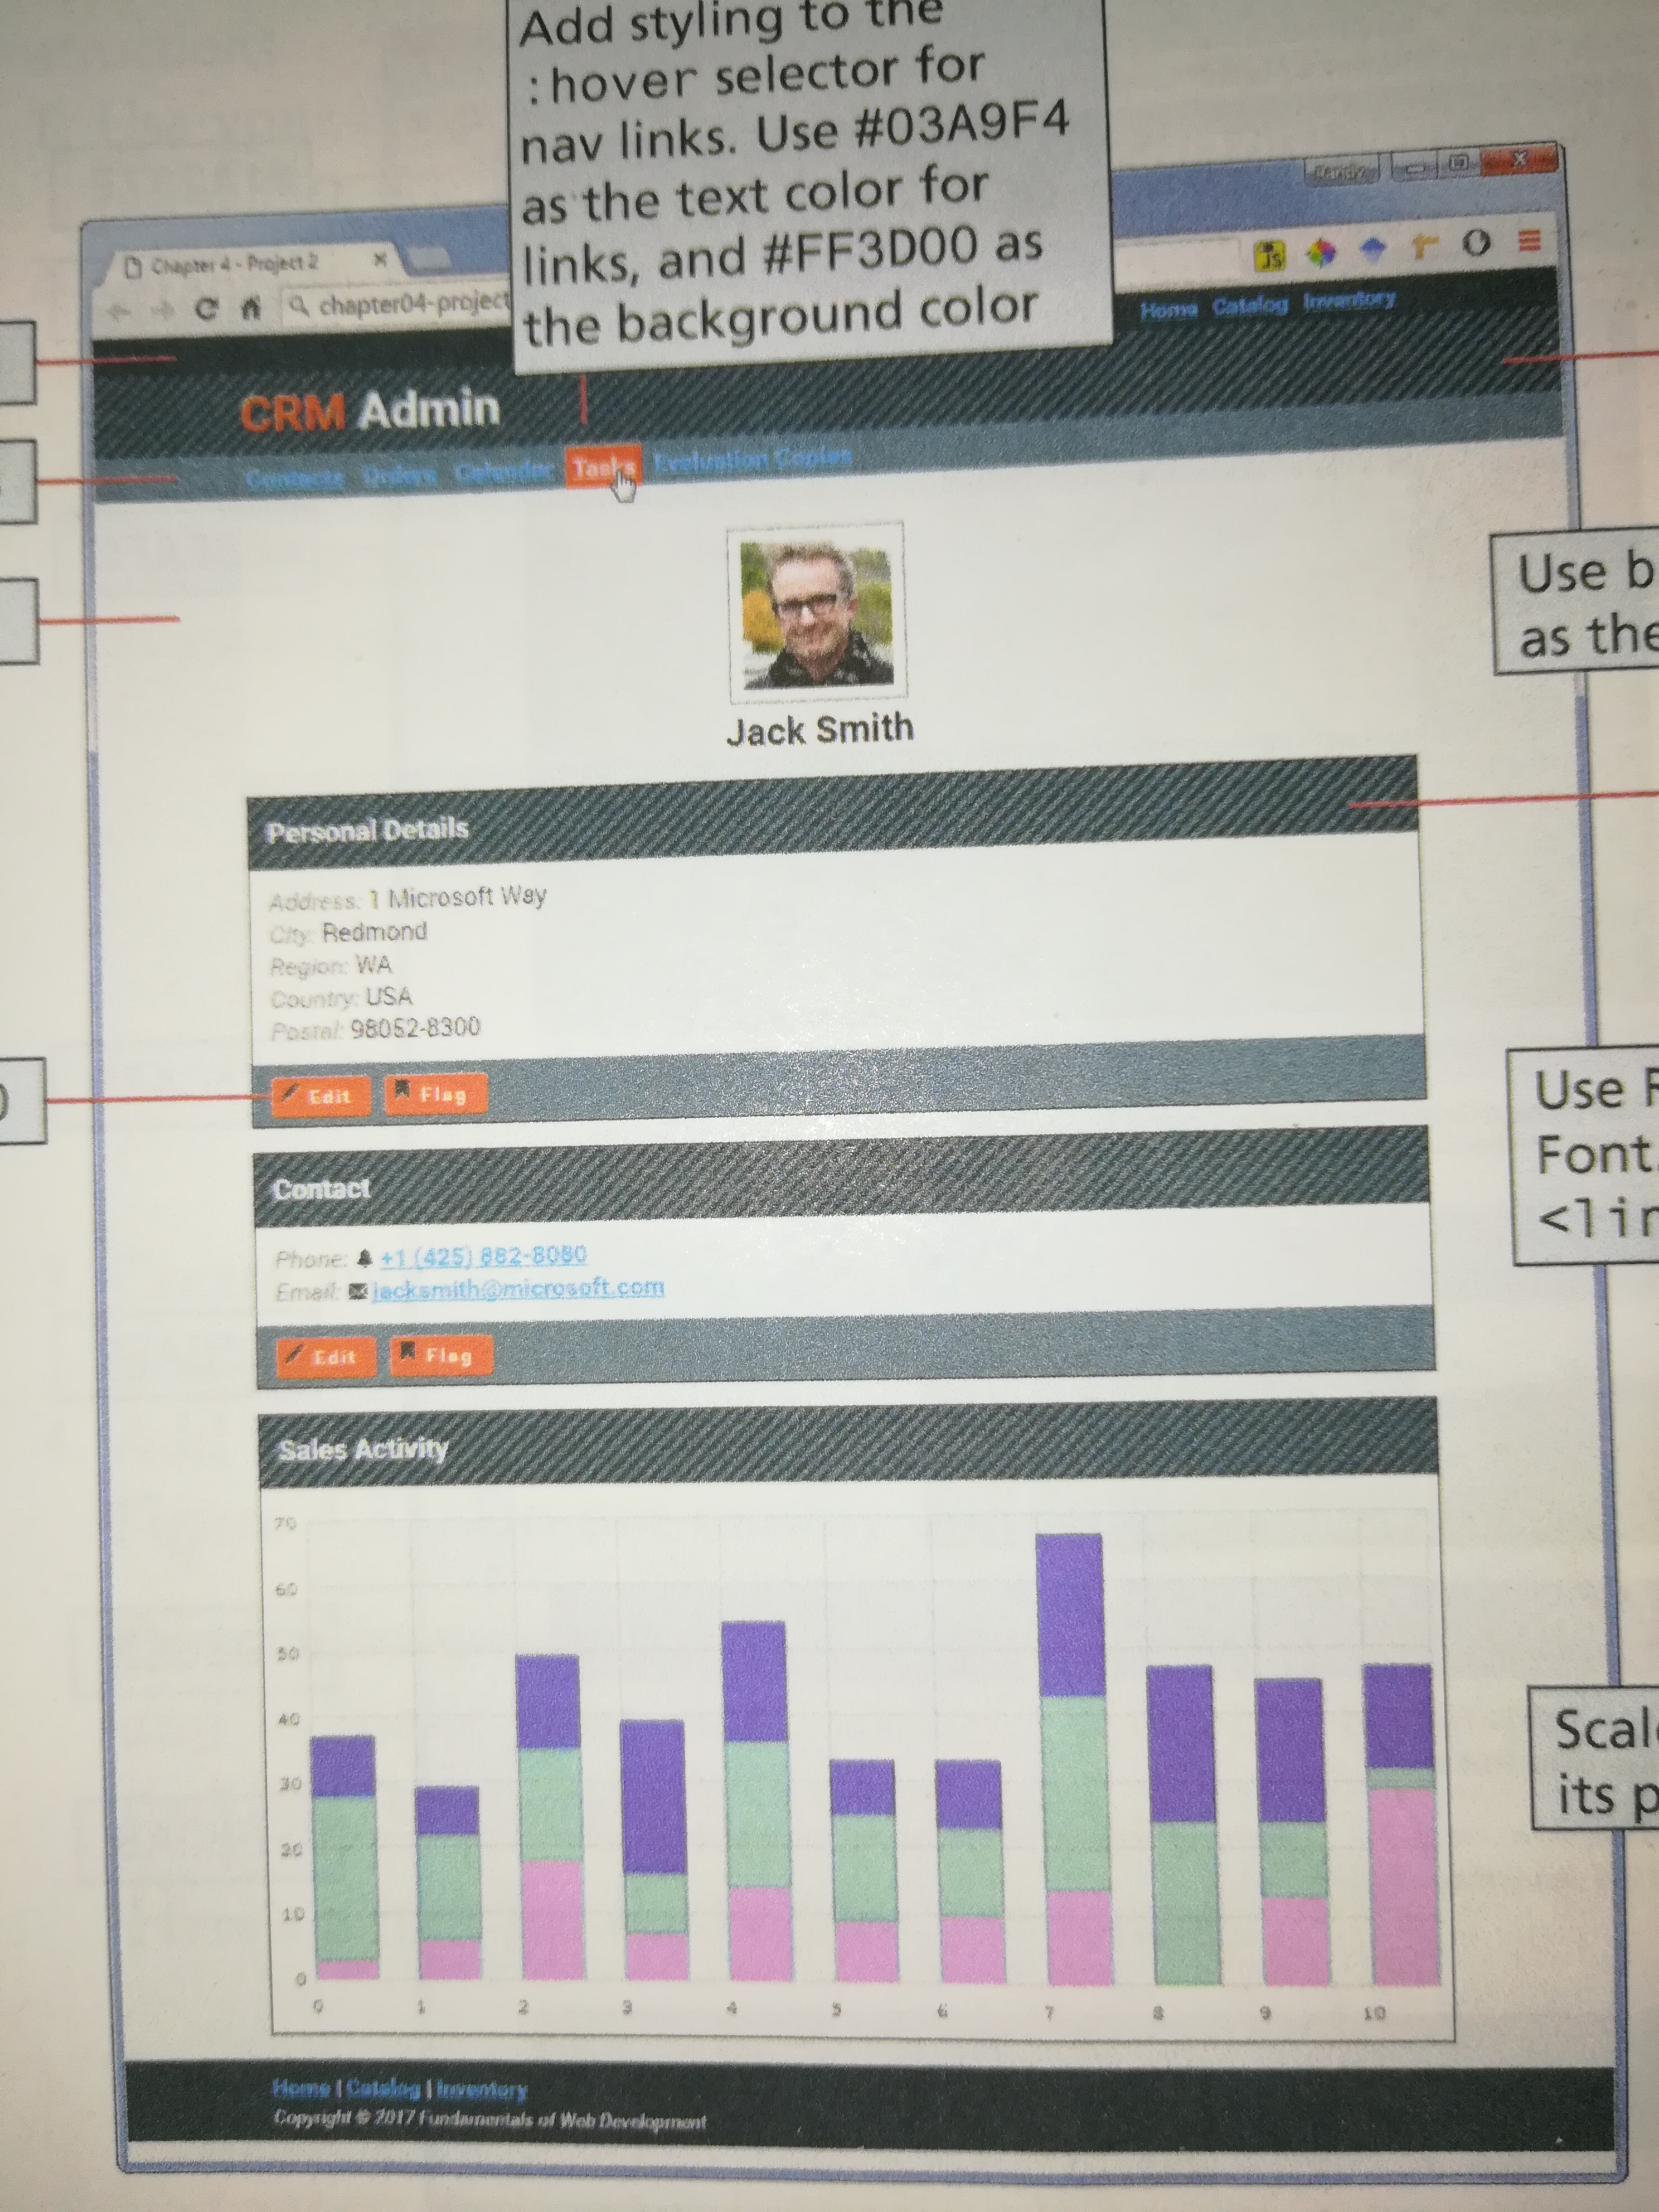 Add styling to the
:hover selector for
nav links. Use #03A9F4
as the text color for
links, and #FF3D00 as
the background color
Randy
Chapter 4 - Project 2
chapter04-project
JS
Home Catalog Inventory
CRM Admin
Contacts Orders Calendar Tasks Evaluation Copies
Use b
as the
Jack Smith
Personal Details
Address: 1 Microsoft Way
City: Redmond
Region: WA
Country: USA
Postal: 98052-8300
Edit Flag
Use
Font
<lin
Contact
Phone: +1 (425) 882-8080
Email: jacksmith@microsoft.com
Edit Flag
Sales Activity
70
60
50
40
30
20
10
0
0 1 2 3 4 5 6 7 8 9 10
Scal
its p
Home | Catalog | Inventory
Copyright © 2017 Fundamentals of Web Development